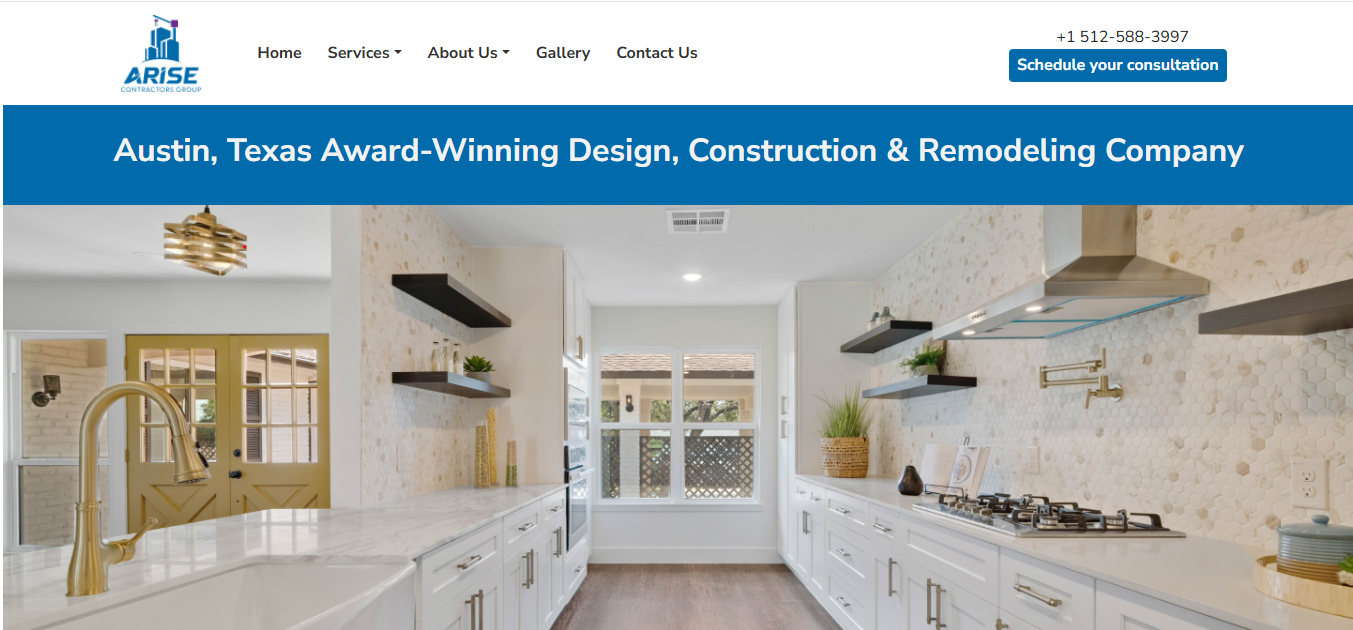 ARISE
CONTRACTORS GROUP
Home
Services
About Us
Gallery
Contact Us
+1 512-588-3997
Schedule your consultation
Austin, Texas Award-Winning Design, Construction & Remodeling Company